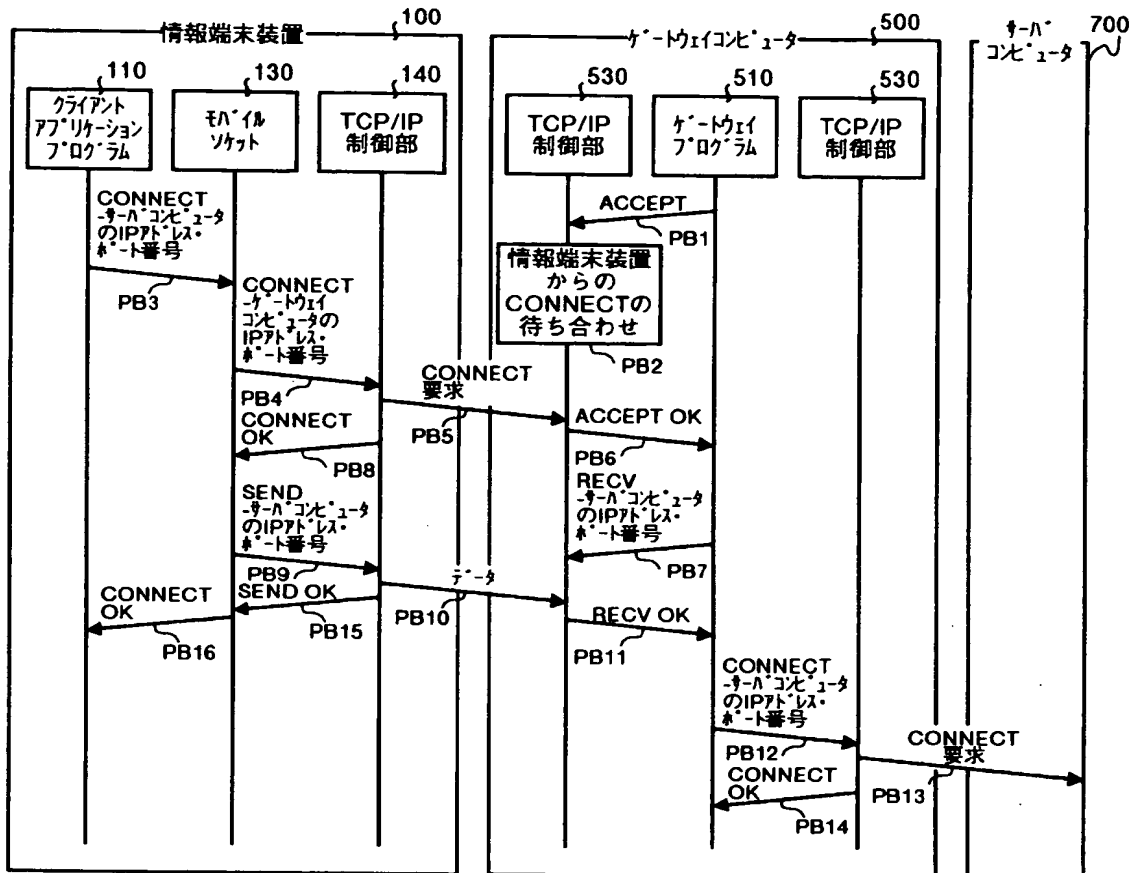 情報端末装置
100
ゲートウェイコンピュータ
500
サーバ
コンピュータ
700
110
130
140
530
510
530
クライアント
アプリケーション
プログラム
モバイル
ソケット
TCP/IP
制御部
TCP/IP
制御部
ゲートウェイ
プログラム
TCP/IP
制御部
CONNECT
-サーバコンピュータ
のIPアドレス・
ポート番号
PB3
ACCEPT
PB1
情報端末装置
からの
CONNECTの
待ち合わせ
PB2
CONNECT
-ゲートウェイ
コンピュータの
IPアドレス・
ポート番号
PB4
CONNECT
要求
PB5
ACCEPT OK
PB6
CONNECT
OK
PB8
RECV
-サーバコンピュータ
のIPアドレス・
ポート番号
PB7
SEND
-サーバコンピュータ
のIPアドレス・
ポート番号
PB9
データ
PB10
SEND OK
PB15
CONNECT
OK
PB16
RECV OK
PB11
CONNECT
-サーバコンピュータ
のIPアドレス・
ポート番号
PB12
CONNECT
要求
PB13
CONNECT
OK
PB14